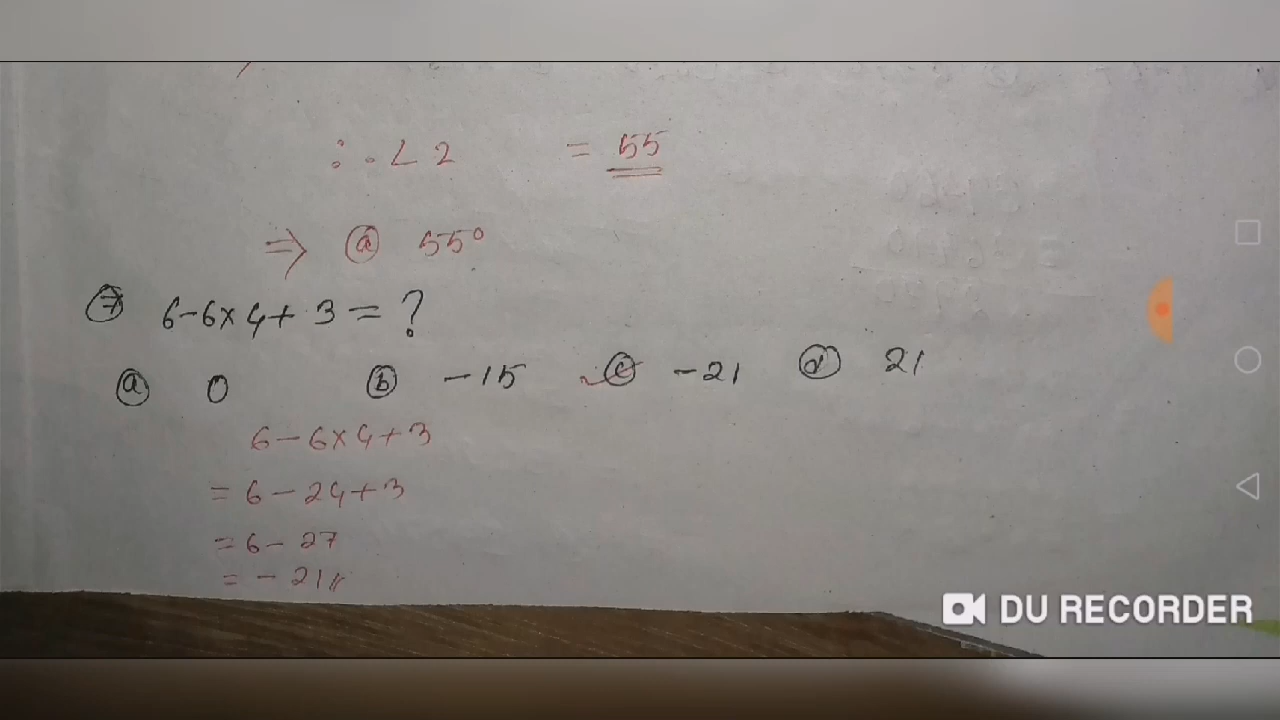 ∴ ∠2 = 55
⇒ ⓐ 55°
⑦ 6-6×4+3=?
ⓐ 0 ⓑ -15 ✓ⓒ -21 ⓓ 21
6-6×4+3
= 6-24+3
= 6-27
= -21//
DU RECORDER